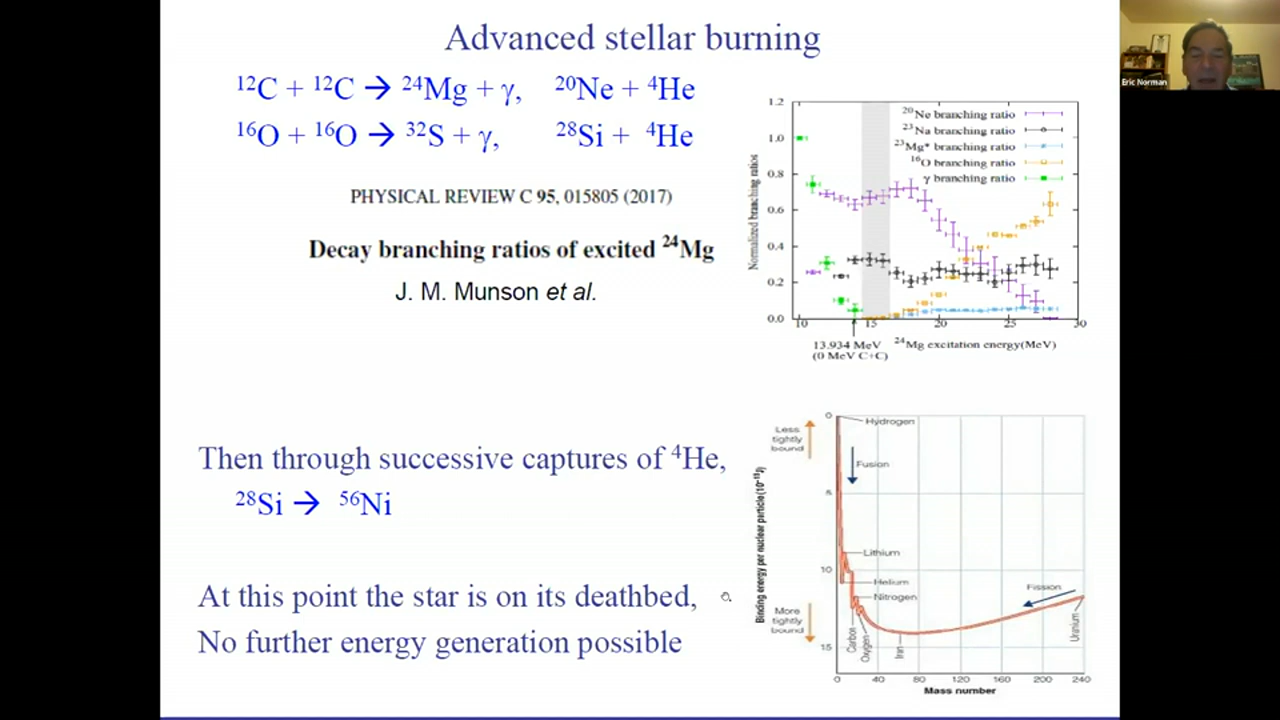 Advanced stellar burning
¹²C + ¹²C → ²⁴Mg + γ, ²⁰Ne + ⁴He
¹⁶O + ¹⁶O → ³²S + γ, ²⁸Si + ⁴He
PHYSICAL REVIEW C 95, 015805 (2017)
Decay branching ratios of excited ²⁴Mg
J. M. Munson et al.
Then through successive captures of ⁴He,
²⁸Si → ⁵⁶Ni
At this point the star is on its deathbed,
No further energy generation possible
Eric Norman
²⁰Ne branching ratio
²³Na branching ratio
²³Mg* branching ratio
¹⁶O branching ratio
γ branching ratio
Normalized branching ratios
1.2
1.0
0.8
0.6
0.4
0.2
0.0
10 15 20 25 30
13.934 MeV
(0 MeV C+C)
²⁴Mg excitation energy(MeV)
Less
tightly
bound
More
tightly
bound
Binding energy per nuclear particle(10⁻¹³J)
0
5
10
15
Hydrogen
Fusion
Lithium
Helium
Nitrogen
Carbon
Oxygen
Iron
Fission
Uranium
0 40 80 120 160 200 240
Mass number